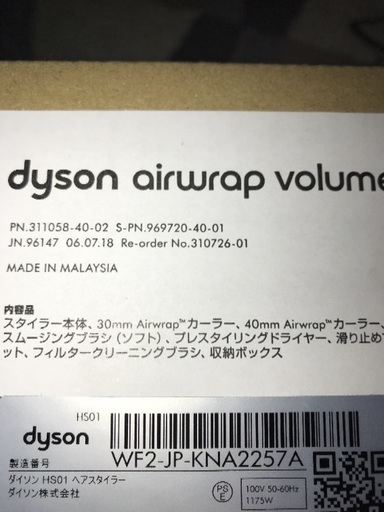 dyson airwrap volume
PN.311058-40-02 S-PN.969720-40-01
JN.96147 06.07.18 Re-order No.310726-01
MADE IN MALAYSIA
内容品
スタイラー本体、30mm Airwrap™カーラー、40mm Airwrap™カーラー、
スムージングブラシ（ソフト）、プレスタイリングドライヤー、滑り止め
ット、フィルタークリーニングブラシ、収納ボックス
HS01
dyson
製造番号
WF2-JP-KNA2257A
ダイソン HS01 ヘアスタイラー
ダイソン株式会社
PS
E
100V 50-60Hz
1175W